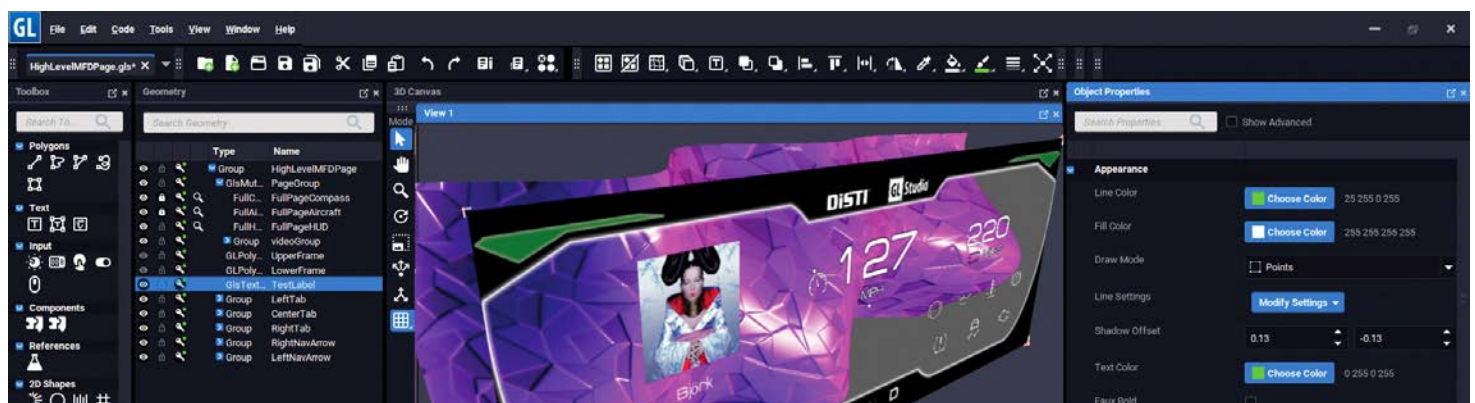 GL File Edit Code Tools View Window Help
HighLevelMFDPage.gls*
Toolbox
Search To...
Polygons
Text
Input
Components
References
2D Shapes
Geometry
Search Geometry
Type Name
Group HighLevelMFDPage
GlsMut... PageGroup
FullC... FullPageCompass
FullAi... FullPageAircraft
FullH... FullPageHUD
Group videoGroup
GLPoly... UpperFrame
GLPoly... LowerFrame
GlsText... TestLabel
Group LeftTab
Group CenterTab
Group RightTab
Group RightNavArrow
Group LeftNavArrow
3D Canvas
Mode
View 1
DiSTI GL Studio
127
MPH
220
Bjork
D
Object Properties
Search Properties Show Advanced
Appearance
Line Color Choose Color 25 255 0 255
Fill Color Choose Color 255 255 255 255
Draw Mode Points
Line Settings Modify Settings
Shadow Offset 0.13 -0.13
Text Color Choose Color 0 255 0 255
Faux Bold